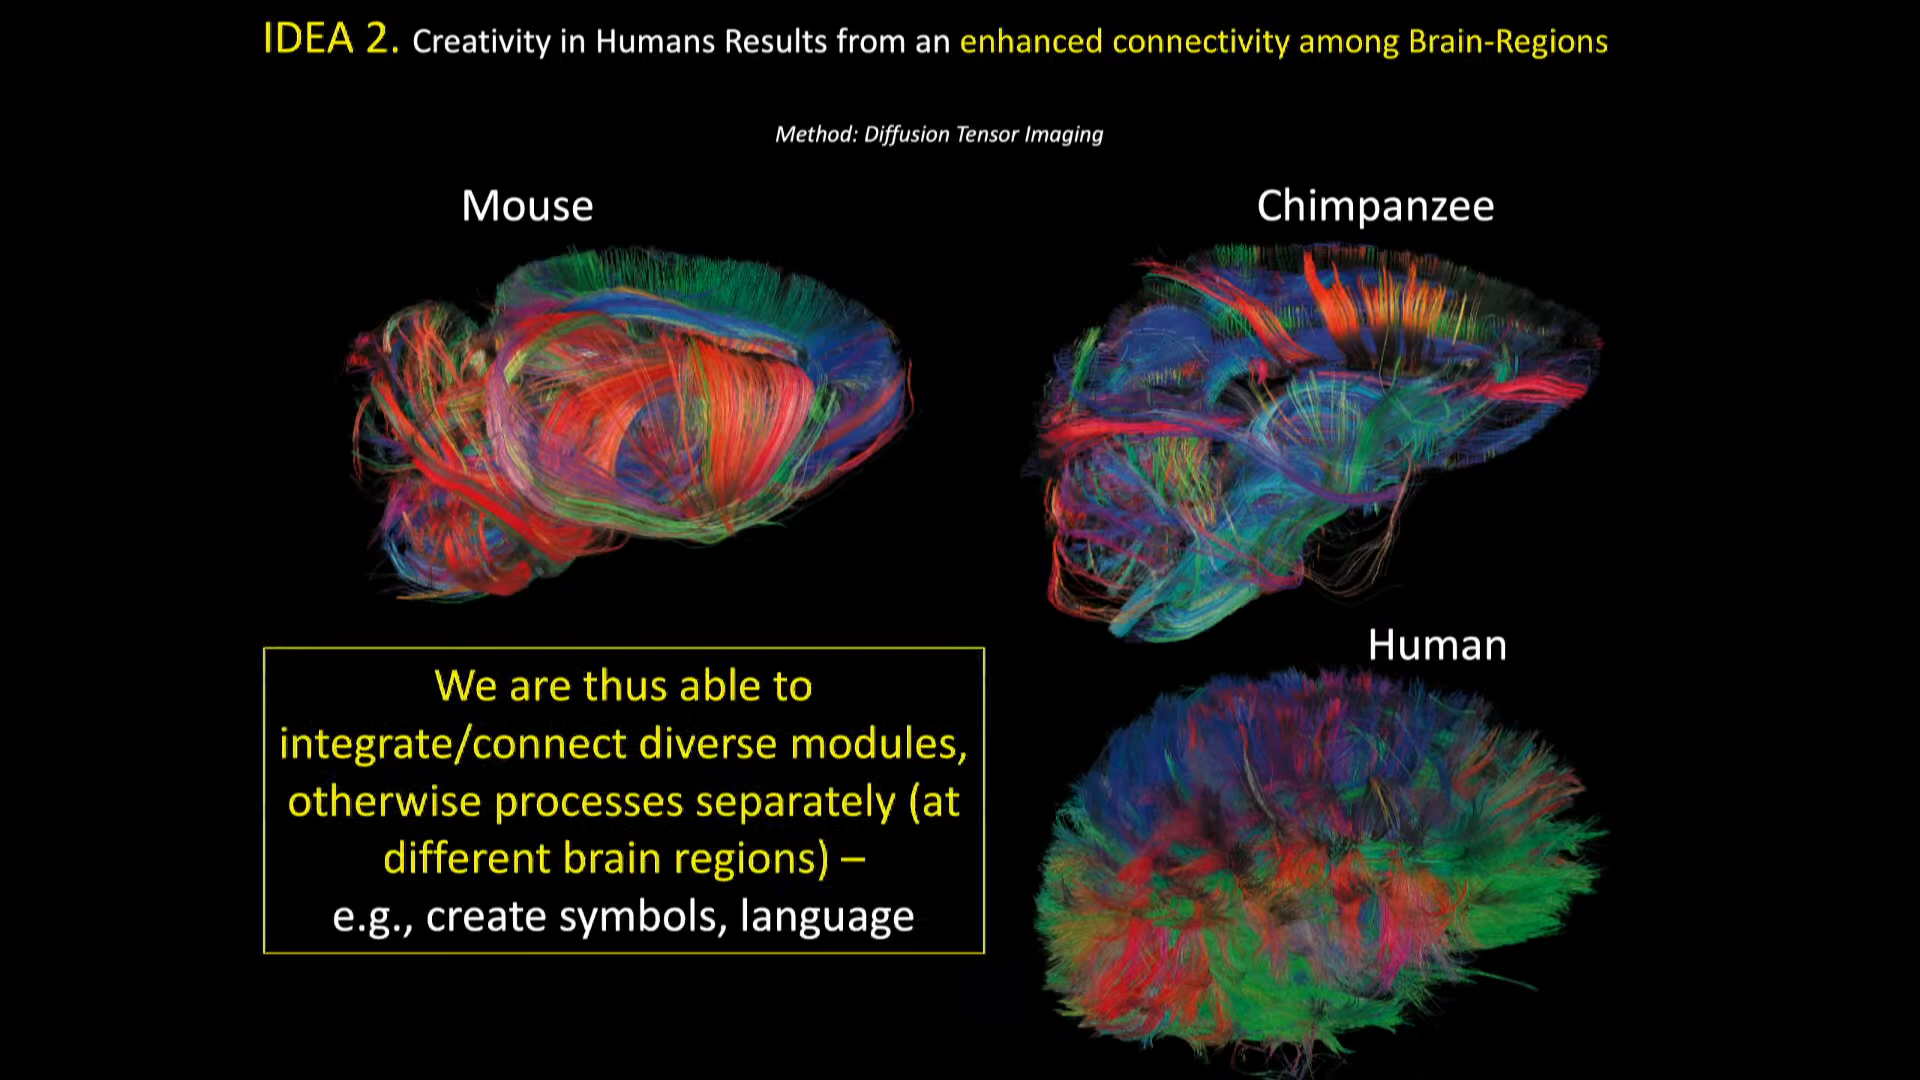 IDEA 2. Creativity in Humans Results from an enhanced connectivity among Brain-Regions
Method: Diffusion Tensor Imaging
Mouse
Chimpanzee
Human
We are thus able to
integrate/connect diverse modules,
otherwise processes separately (at
different brain regions) –
e.g., create symbols, language